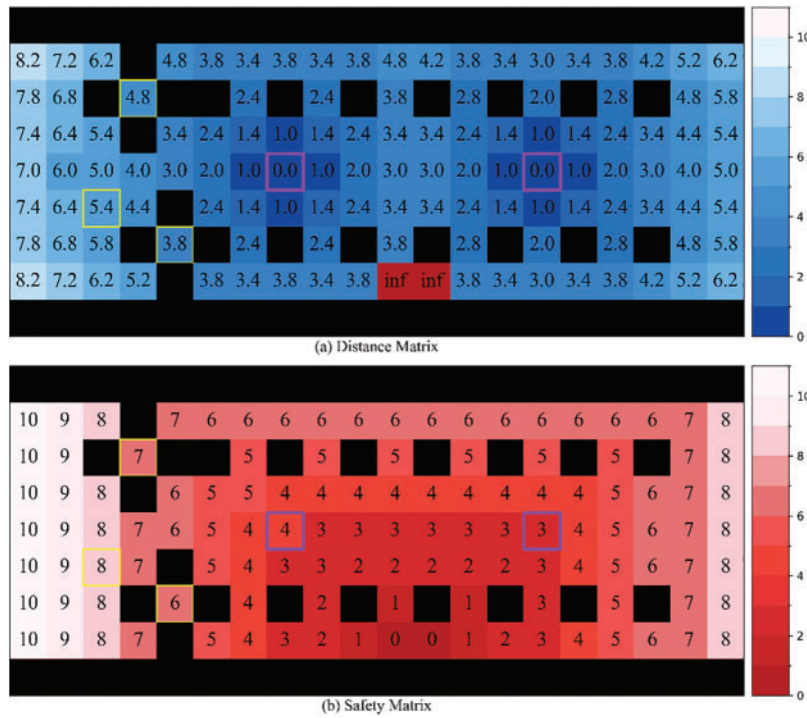 8.2 7.2 6.2 4.8 3.8 3.4 3.8 3.4 3.8 4.8 4.2 3.8 3.4 3.0 3.4 3.8 4.2 5.2 6.2
7.8 6.8 4.8 2.4 2.4 3.8 2.8 2.0 2.8 4.8 5.8
7.4 6.4 5.4 3.4 2.4 1.4 1.0 1.4 2.4 3.4 3.4 2.4 1.4 1.0 1.4 2.4 3.4 4.4 5.4
7.0 6.0 5.0 4.0 3.0 2.0 1.0 0.0 1.0 2.0 3.0 3.0 2.0 1.0 0.0 1.0 2.0 3.0 4.0 5.0
7.4 6.4 5.4 4.4 2.4 1.4 1.0 1.4 2.4 3.4 3.4 2.4 1.4 1.0 1.4 2.4 3.4 4.4 5.4
7.8 6.8 5.8 3.8 2.4 2.4 3.8 2.8 2.0 2.8 4.8 5.8
8.2 7.2 6.2 5.2 3.8 3.4 3.8 3.4 3.8 inf inf 3.8 3.4 3.0 3.4 3.8 4.2 5.2 6.2
10
8
6
4
2
0
(a) Distance Matrix
10 9 8 7 6 6 6 6 6 6 6 6 6 6 6 6 6 7 8
10 9 7 5 5 5 5 5 5 7 8
10 9 8 6 5 5 4 4 4 4 4 4 4 4 4 5 6 7 8
10 9 8 7 6 5 4 4 3 3 3 3 3 3 3 4 5 6 7 8
10 9 8 7 5 4 3 3 2 2 2 2 2 3 4 5 6 7 8
10 9 8 6 4 2 1 1 3 5 7 8
10 9 8 7 5 4 3 2 1 0 0 1 2 3 4 5 6 7 8
10
8
6
4
2
0
(b) Safety Matrix